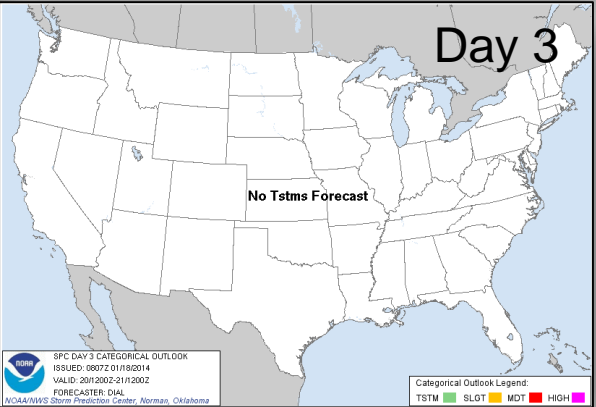 Day 3
No Tstms Forecast
NOAA
SPC DAY 3 CATEGORICAL OUTLOOK
ISSUED: 0807Z 01/18/2014
VALID: 20/1200Z-21/1200Z
FORECASTER: DIAL
NOAA/NWS Storm Prediction Center, Norman, Oklahoma
Categorical Outlook Legend:
TSTM SLGT MDT HIGH